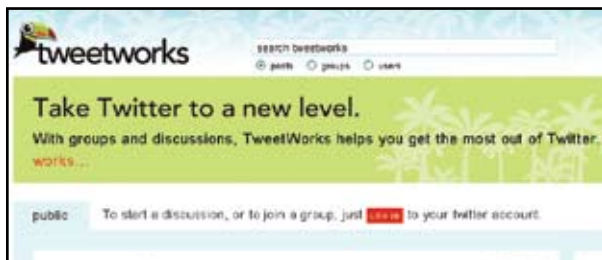 tweetworks
search tweetworks
posts groups users
Take Twitter to a new level.
With groups and discussions, TweetWorks helps you get the most out of Twitter.
works...
public
To start a discussion, or to join a group, just to your twitter account.